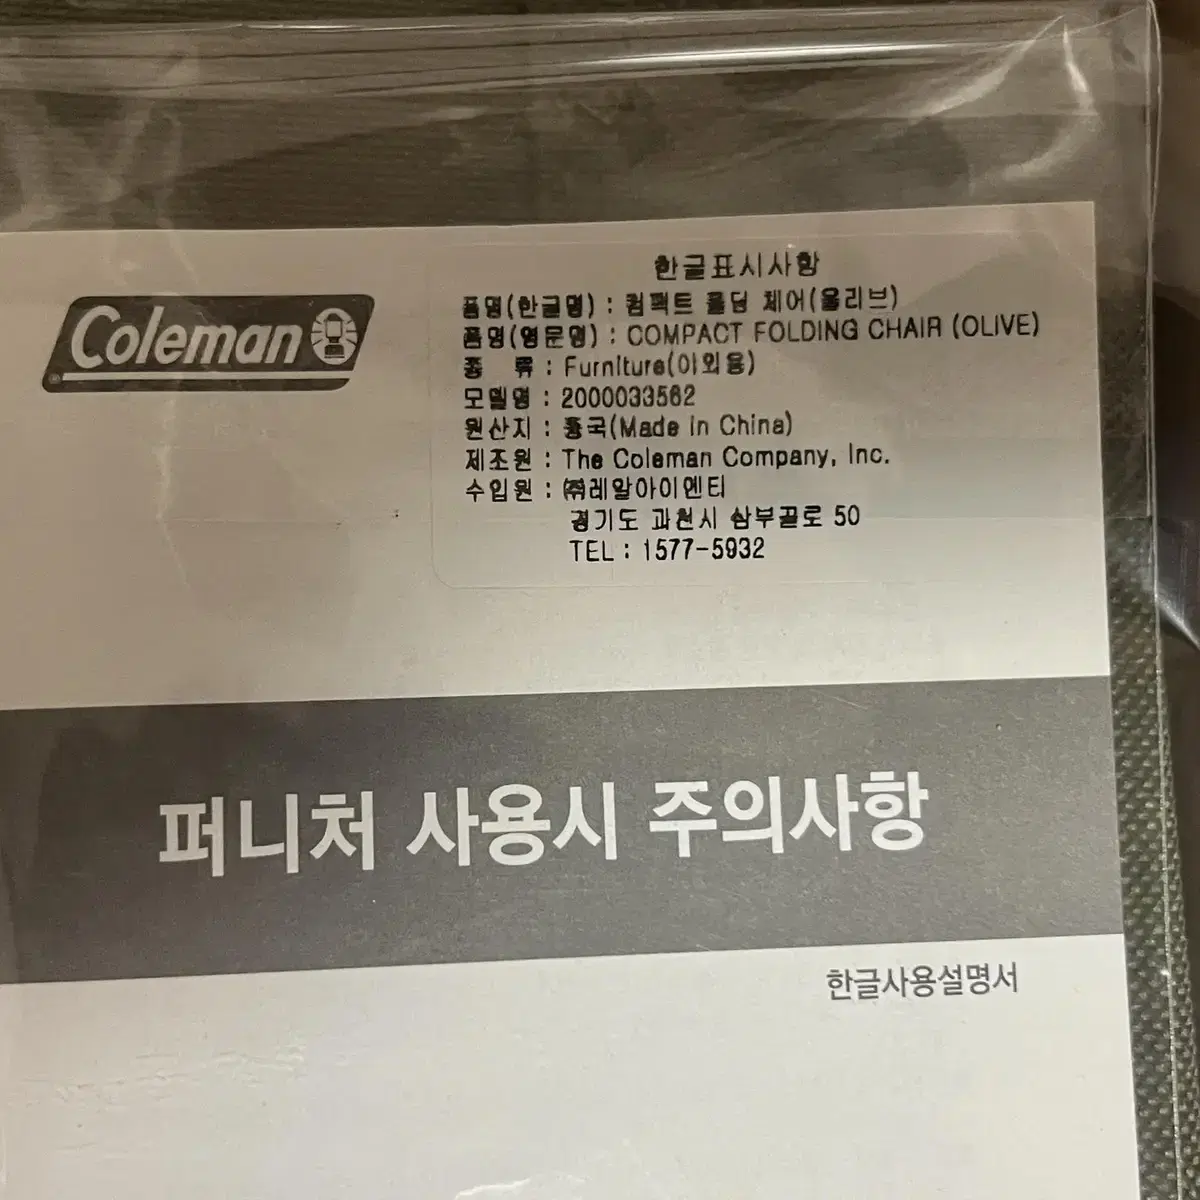 Coleman
한글표시사항
품명(한글명) : 컴팩트 폴딩 체어(올리브)
품명(영문명) : COMPACT FOLDING CHAIR (OLIVE)
종 류 : Furniture(야외용)
모델명 : 2000033562
원산지 : 중국(Made in China)
제조원 : The Coleman Company, Inc.
수입원 : ㈜레알아이엔티
경기도 과천시 삼부골로 50
TEL : 1577-5932
퍼니처 사용시 주의사항
한글사용설명서